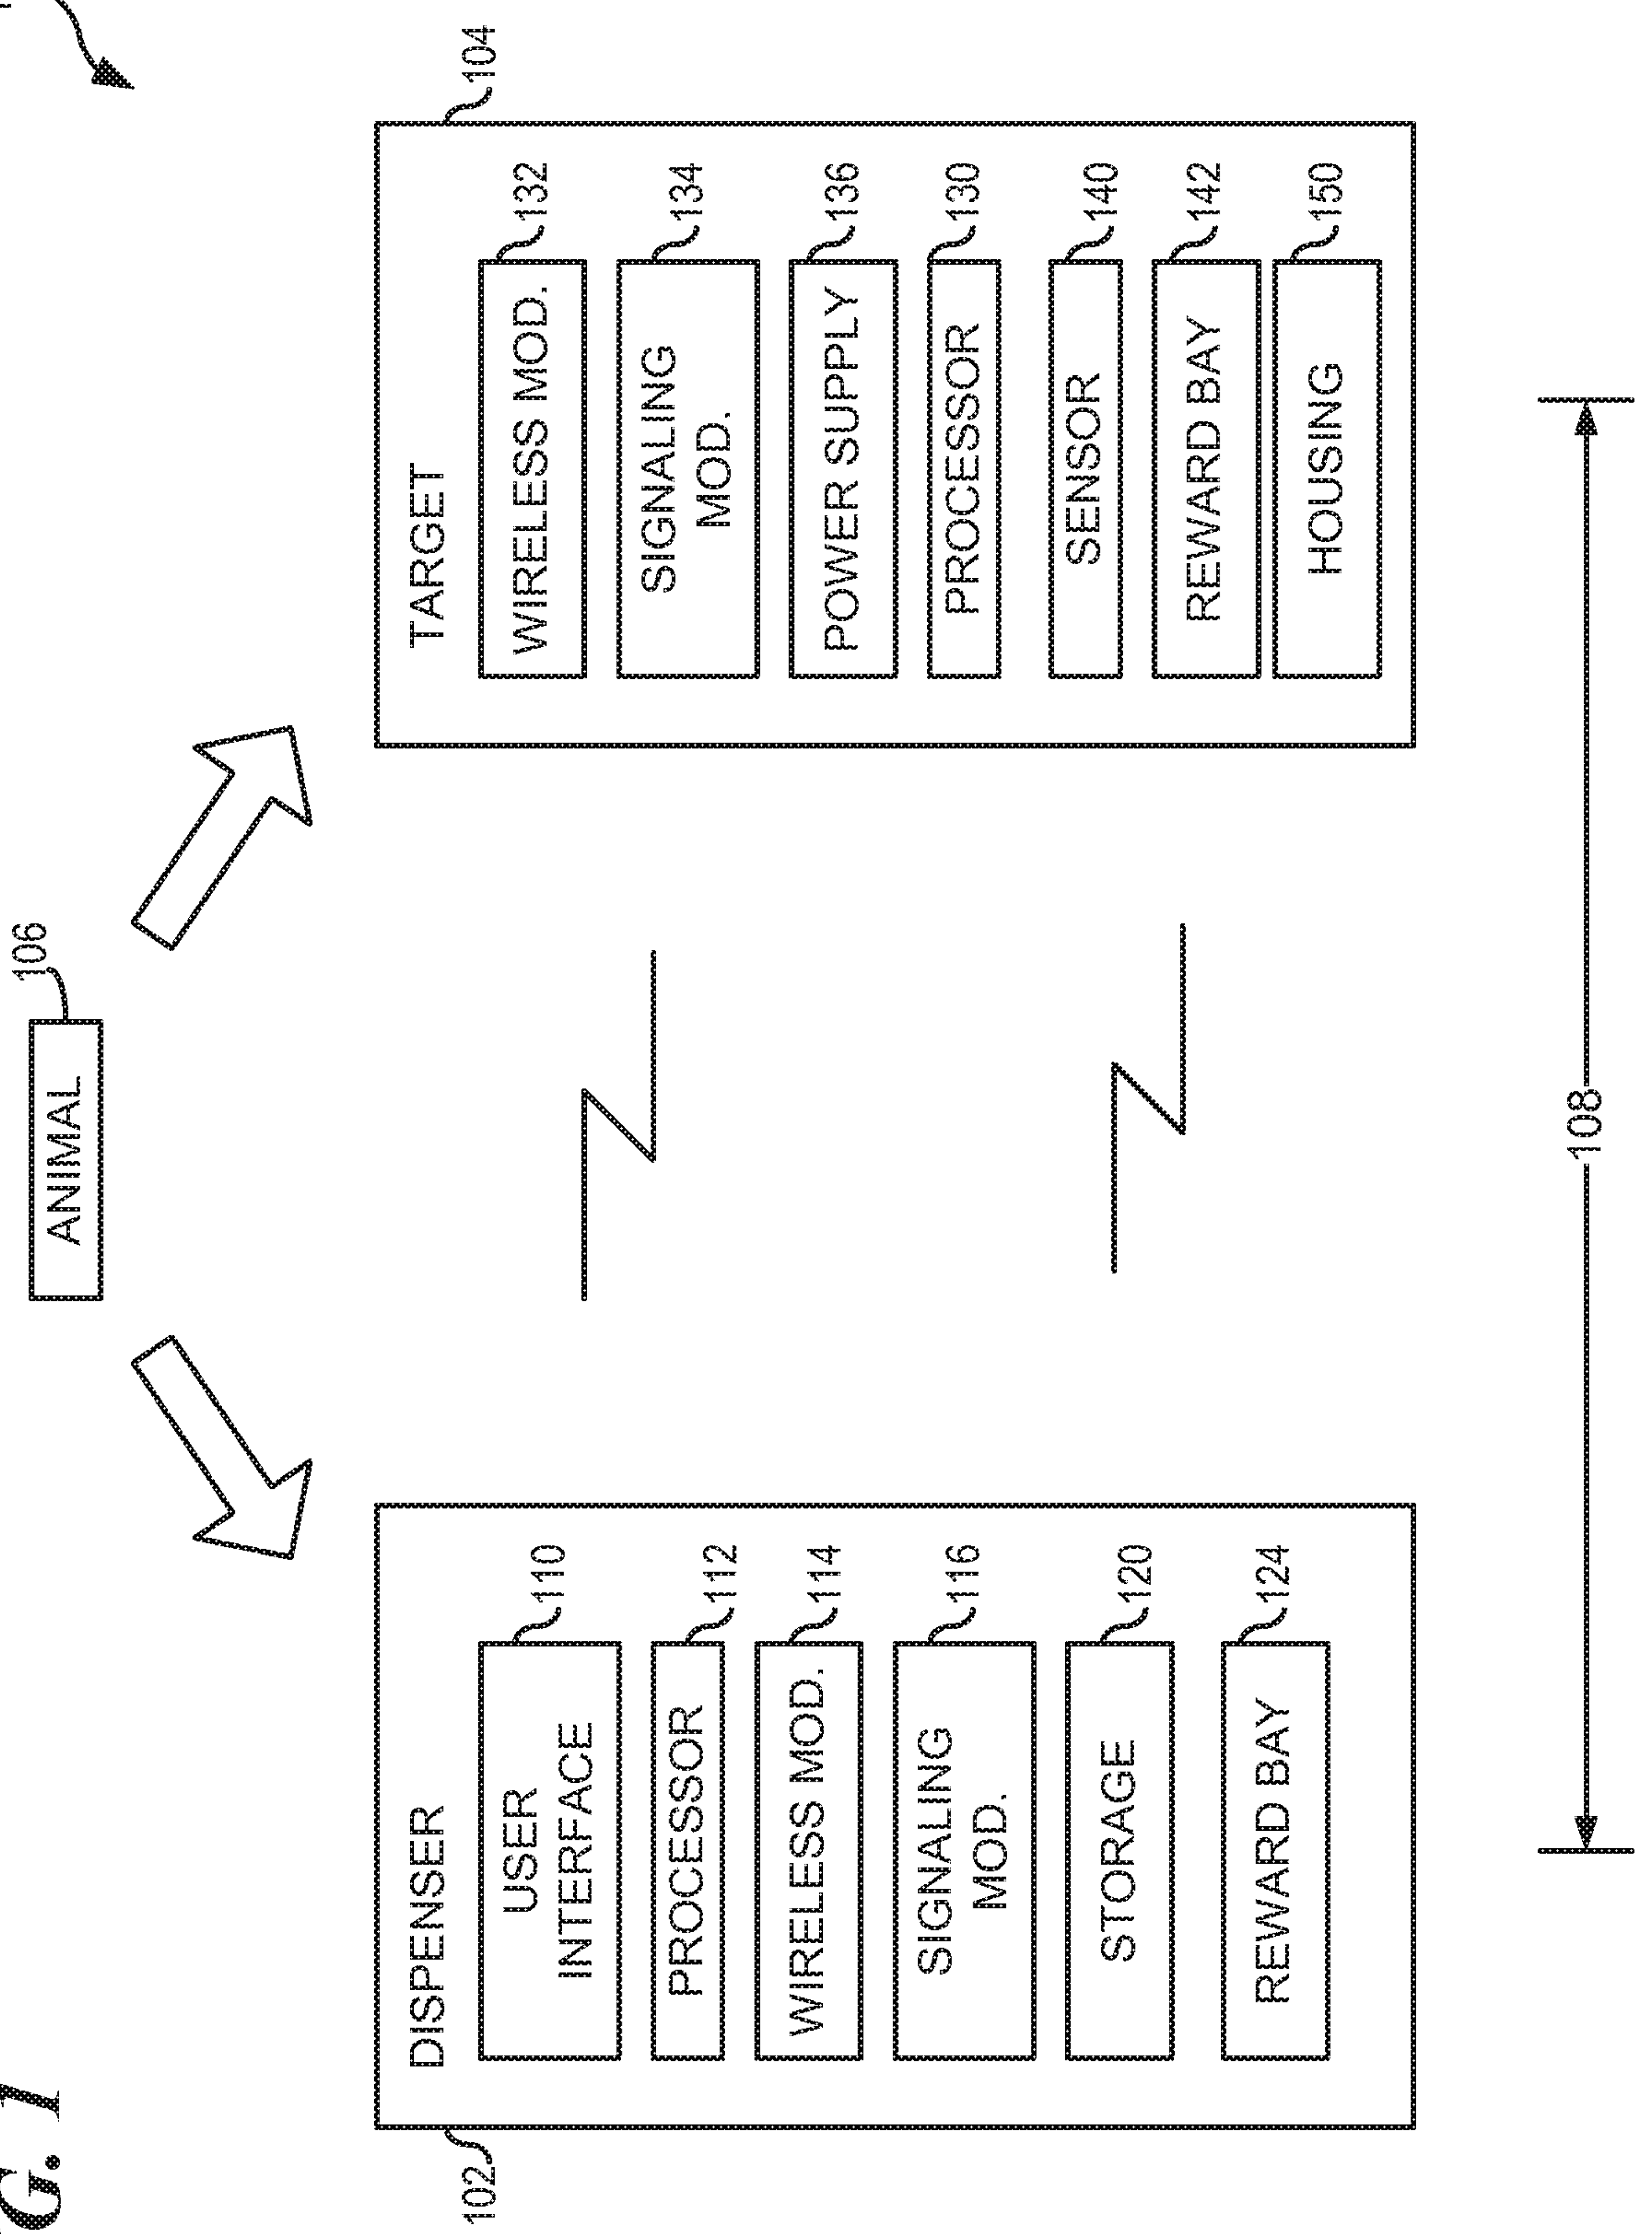 G. 1
ANIMAL
106
DISPENSER
102
USER
INTERFACE
110
PROCESSOR
112
WIRELESS MOD.
114
SIGNALING
MOD.
116
STORAGE
120
REWARD BAY
124
TARGET
104
WIRELESS MOD.
132
SIGNALING
MOD.
134
POWER SUPPLY
136
PROCESSOR
130
SENSOR
140
REWARD BAY
142
HOUSING
150
108